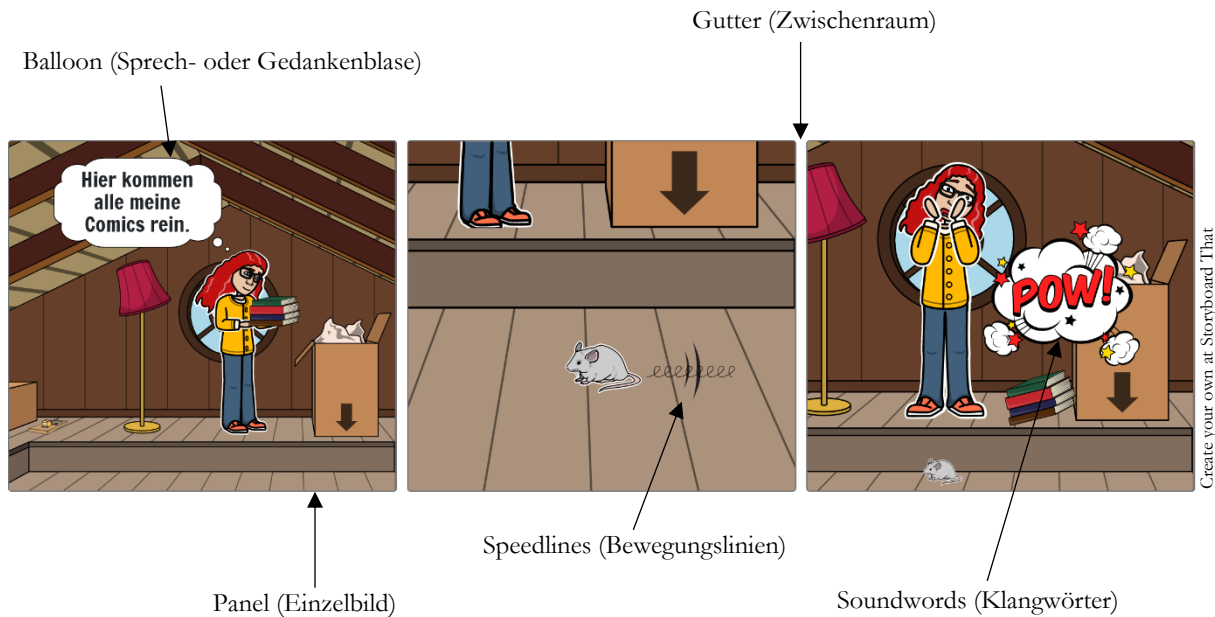 Gutter (Zwischenraum)
Balloon (Sprech- oder Gedankenblase)
Hier kommen
alle meine
Comics rein.
POW!
Create your own at Storyboard That
Speedlines (Bewegungslinien)
Panel (Einzelbild)
Soundwords (Klangwörter)